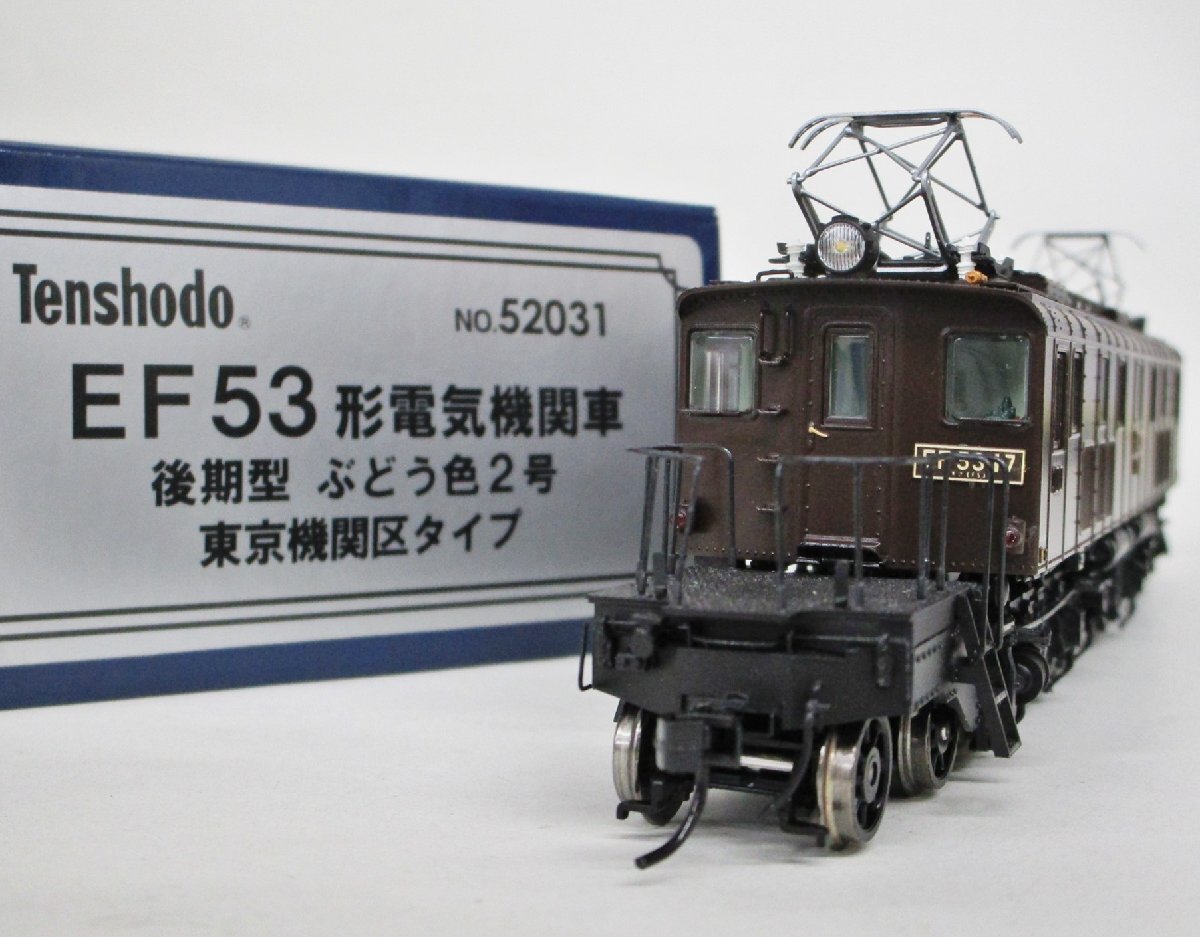 Tenshodo®
NO.52031
EF53形電気機関車
後期型 ぶどう色2号
東京機関区タイプ